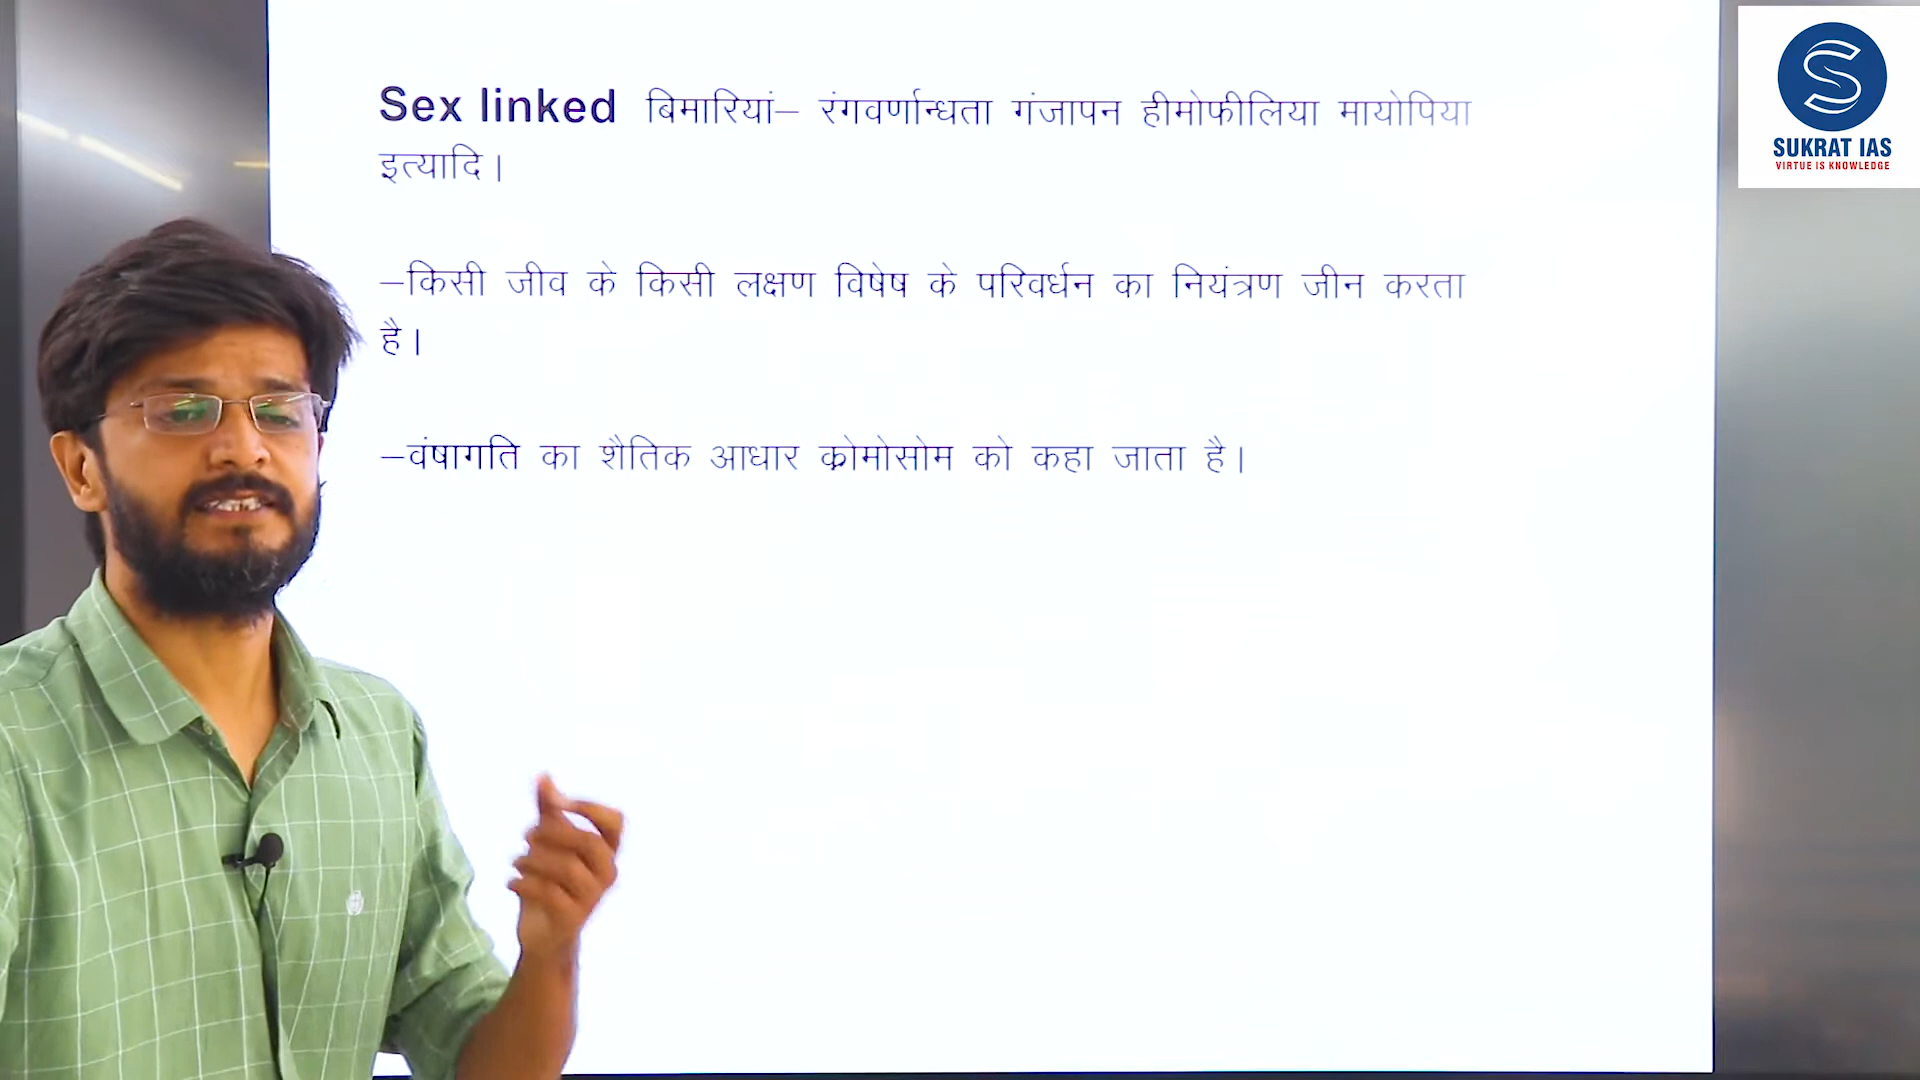 Sex linked बिमारियां– रंगवर्णान्धता गंजापन हीमोफीलिया मायोपिया
इत्यादि।
–किसी जीव के किसी लक्षण विषेष के परिवर्धन का नियंत्रण जीन करता
है।
–वंषागति का शैतिक आधार क्रोमोसोम को कहा जाता है।
SUKRAT IAS
VIRTUE IS KNOWLEDGE